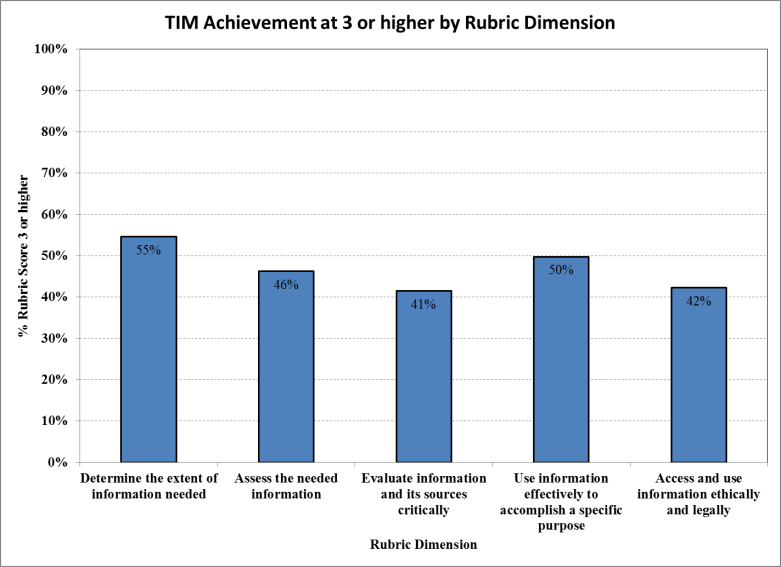 TIM Achievement at 3 or higher by Rubric Dimension
100%
90%
80%
70%
60%
50%
40%
30%
20%
10%
0%
% Rubric Score 3 or higher
55%
46%
41%
50%
42%
Determine the extent of
information needed
Assess the needed
information
Evaluate information
and its sources
critically
Use information
effectively to
accomplish a specific
purpose
Access and use
information ethically
and legally
Rubric Dimension